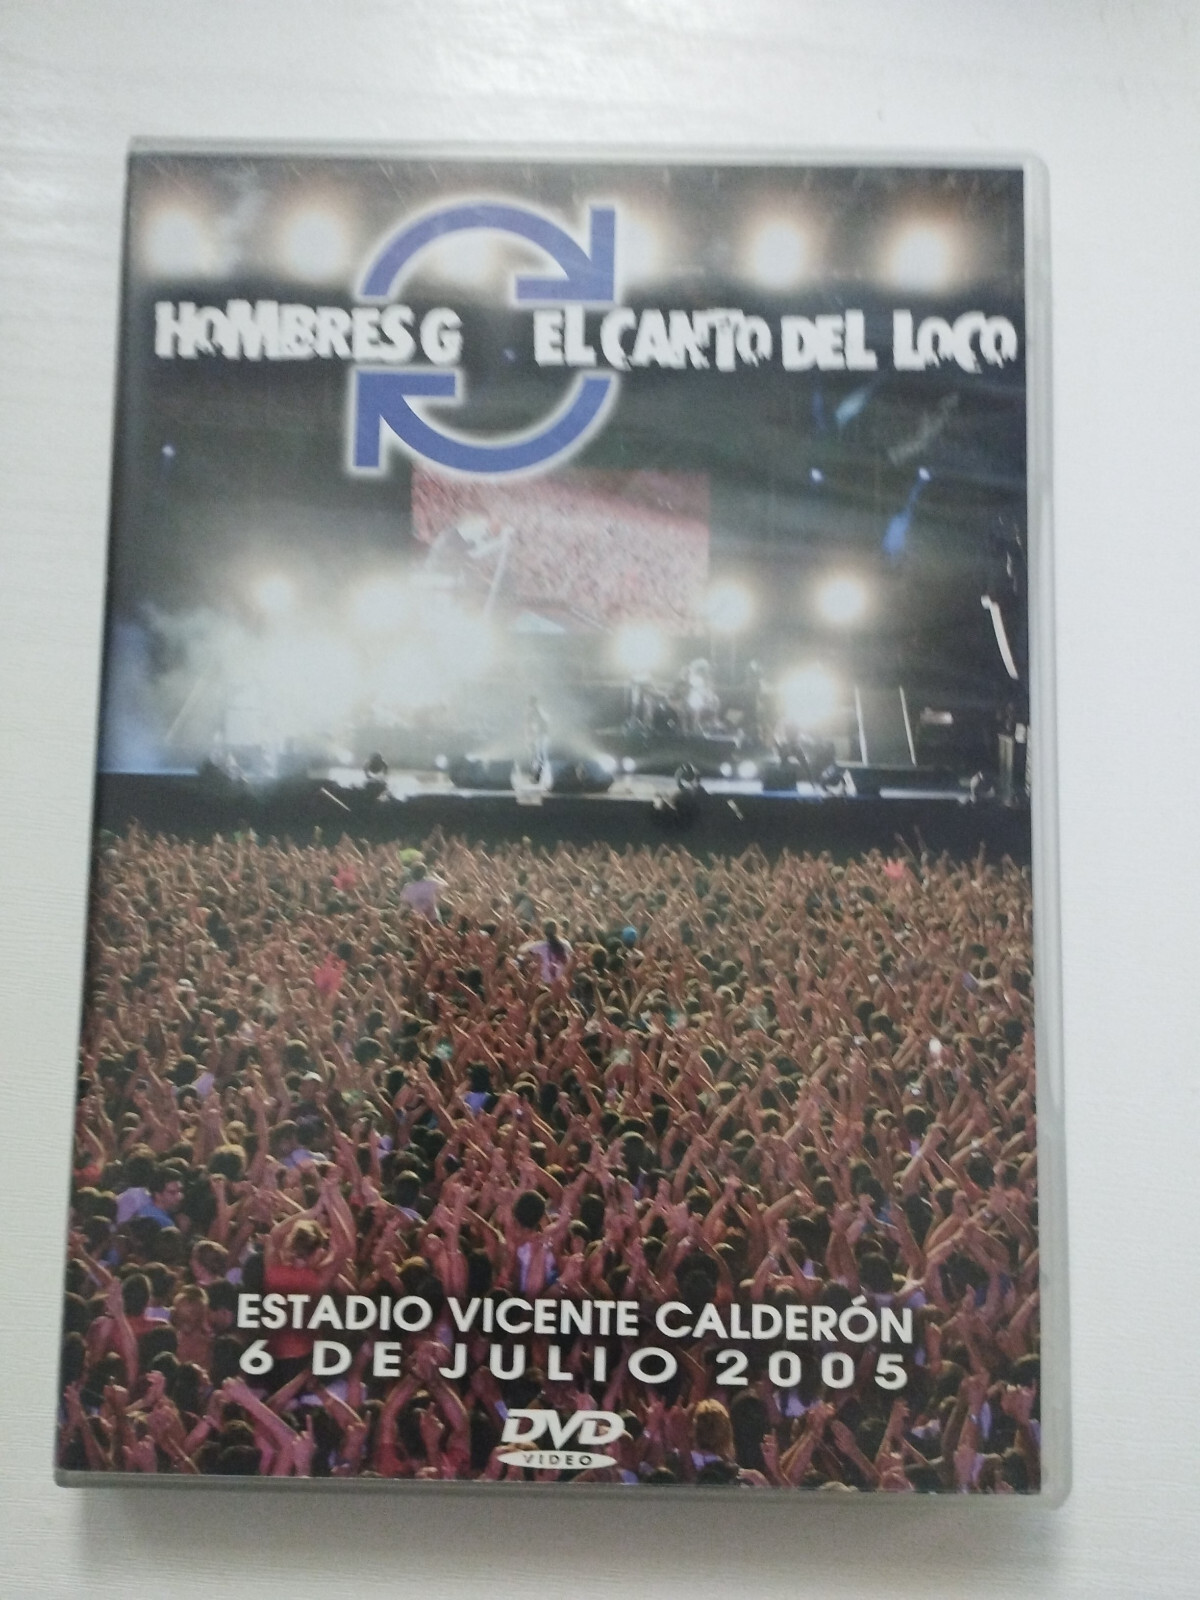 HOMBRES G EL CANTO DEL LOCO
ESTADIO VICENTE CALDERÓN
6 DE JULIO 2005
DVD
VIDEO